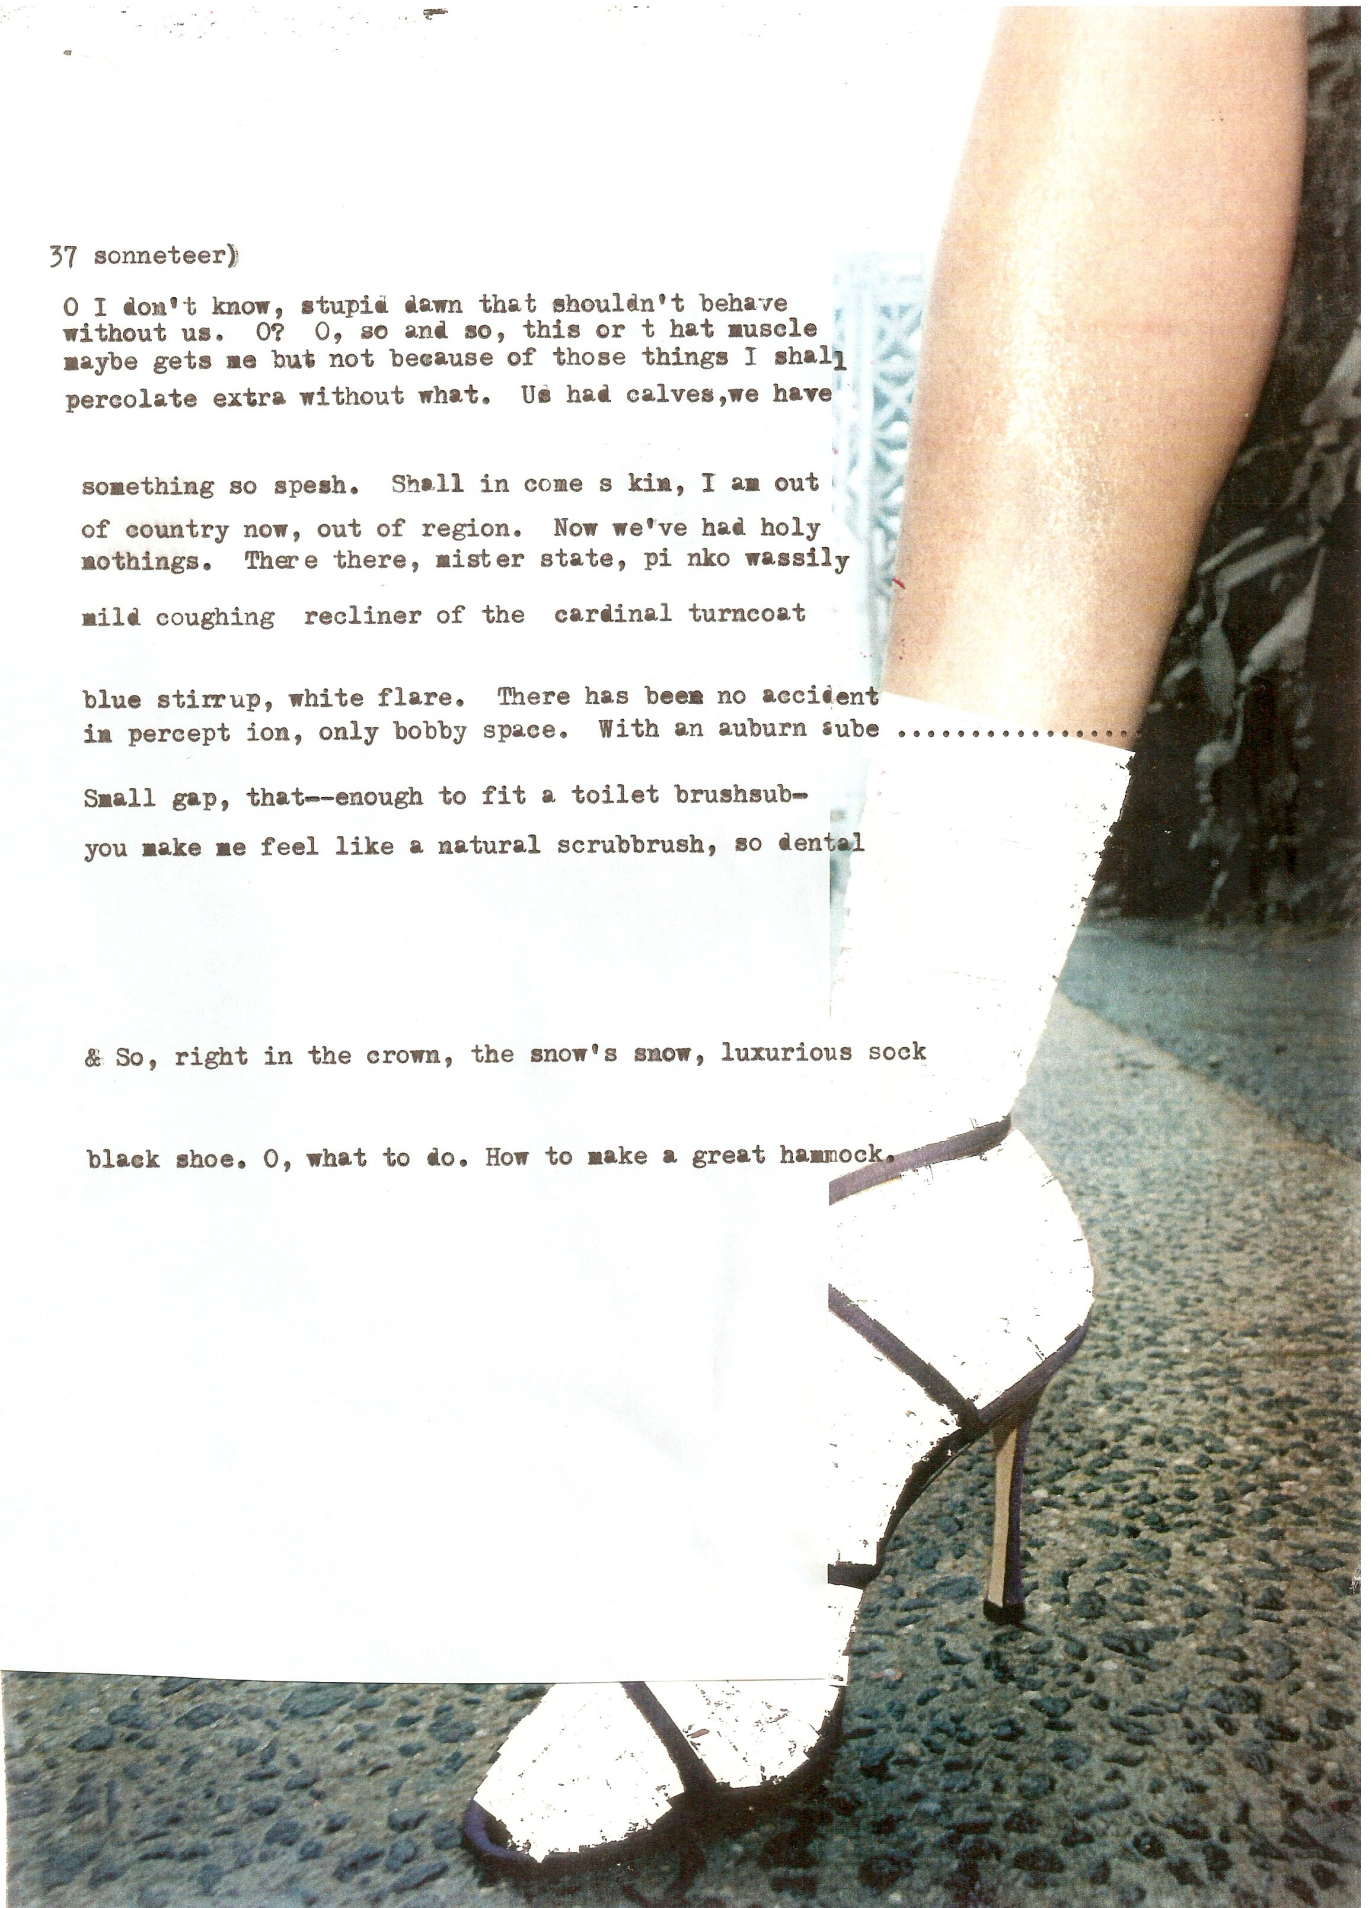 37 sonneteer)
O I don't know, stupid dawn that shouldn't behave
without us.  O?  O, so and so, this or t hat muscle
maybe gets me but not because of those things I shall
percolate extra without what.  Us had calves,we have
something so spesh.  Shall in come s kin, I am out
of country now, out of region.  Now we've had holy
nothings.  There there, mister state, pi nko wassily
mild coughing  recliner of the  cardinal turncoat
blue stirrup, white flare.  There has been no accident
in percept ion, only bobby space.  With an auburn sube ................
Small gap, that--enough to fit a toilet brushsub-
you make me feel like a natural scrubbrush, so dental
& So, right in the crown, the snow's snow, luxurious sock
black shoe. O, what to do. How to make a great hammock.